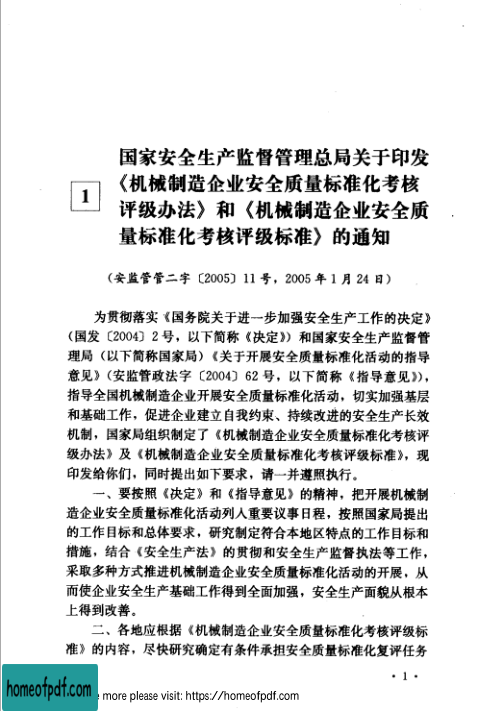 国家安全生产监督管理总局关于印发
《机械制造企业安全质量标准化考核
1
评级办法》和《机械制造企业安全质
量标准化考核评级标准》的通知
(安监管管二字〔2005〕11号,2005年1月24日)
为贯彻落实《国务院关于进一步加强安全生产工作的决定》
(国发〔2004〕2号,以下简称《决定》)和国家安全生产监督管
理局(以下简称国家局)《关于开展安全质量标准化活动的指导
意见》(安监管政法字〔2004〕62号,以下简称《指导意见》),
指导全国机械制造企业开展安全质量标准化活动,切实加强基层
和基础工作,促进企业建立自我约束、持续改进的安全生产长效
机制,国家局组织制定了《机械制造企业安全质量标准化考核评
级办法》及《机械制造企业安全质量标准化考核评级标准》,现
印发给你们,同时提出如下要求,请一并遵照执行。
一、要按照《决定》和《指导意见》的精神,把开展机械制
造企业安全质量标准化活动列入重要议事日程,按照国家局提出
的工作目标和总体要求,研究制定符合本地区特点的工作目标和
措施,结合《安全生产法》的贯彻和安全生产监督执法等工作,
采取多种方式推进机械制造企业安全质量标准化活动的开展,从
而使企业安全生产基础工作得到全面加强,安全生产面貌从根本
上得到改善。
二、各地应根据《机械制造企业安全质量标准化考核评级标
准》的内容,尽快研究确定有条件承担安全质量标准化复评任务
·1·
homeofpdf.com
more please visit: https://homeofpdf.com